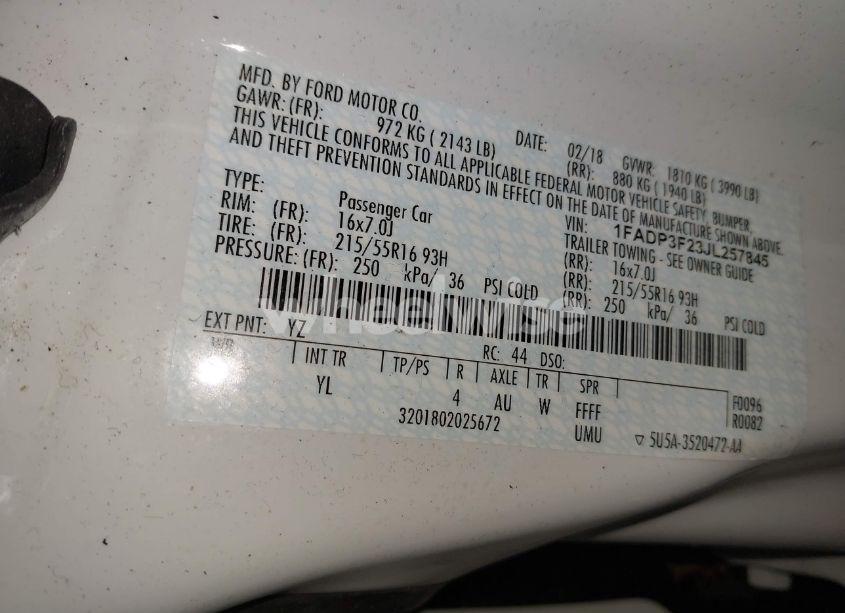 MFD. BY FORD MOTOR CO.
DATE: 02/18 GVWR: 1810 KG ( 3990 LB)
GAWR: (FR): 972 KG ( 2143 LB) (RR): 880 KG ( 1940 LB)
THIS VEHICLE CONFORMS TO ALL APPLICABLE FEDERAL MOTOR VEHICLE SAFETY, BUMPER,
AND THEFT PREVENTION STANDARDS IN EFFECT ON THE DATE OF MANUFACTURE SHOWN ABOVE.
VIN: 1FADP3F23JL257845
TYPE: Passenger Car TRAILER TOWING - SEE OWNER GUIDE
RIM: (FR): 16x7.0J (RR): 16x7.0J
TIRE: (FR): 215/55R16 93H (RR): 215/55R16 93H
PRESSURE: (FR): 250 kPa/ 36 PSI COLD (RR): 250 kPa/ 36 PSI COLD
wheelwise
EXT PNT: YZ RC: 44 DSO:
WB INT TR TP/PS R AXLE TR SPR
YL 4 AU W FFFF F0096
UMU R0082
3201802025672 ▽ 5U5A-3520472-AA